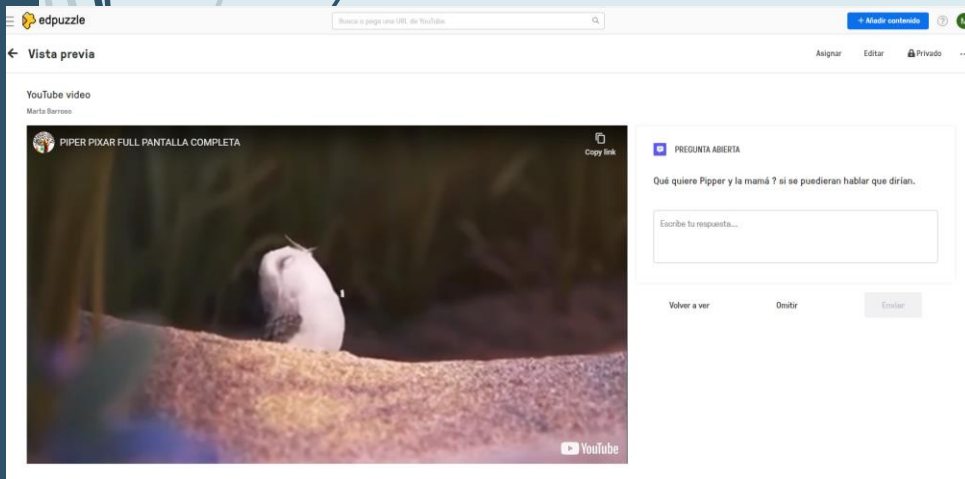 edpuzzle
Busca o pega una URL de YouTube
+ Añadir contenido
Vista previa
Asignar
Editar
Privado
YouTube video
Marta Barroso
PIPER PIXAR FULL PANTALLA COMPLETA
Copy link
YouTube
PREGUNTA ABIERTA
Qué quiere Pipper y la mamá ? si se puedieran hablar que dirían.
Escribe tu respuesta...
Volver a ver
Omitir
Enviar